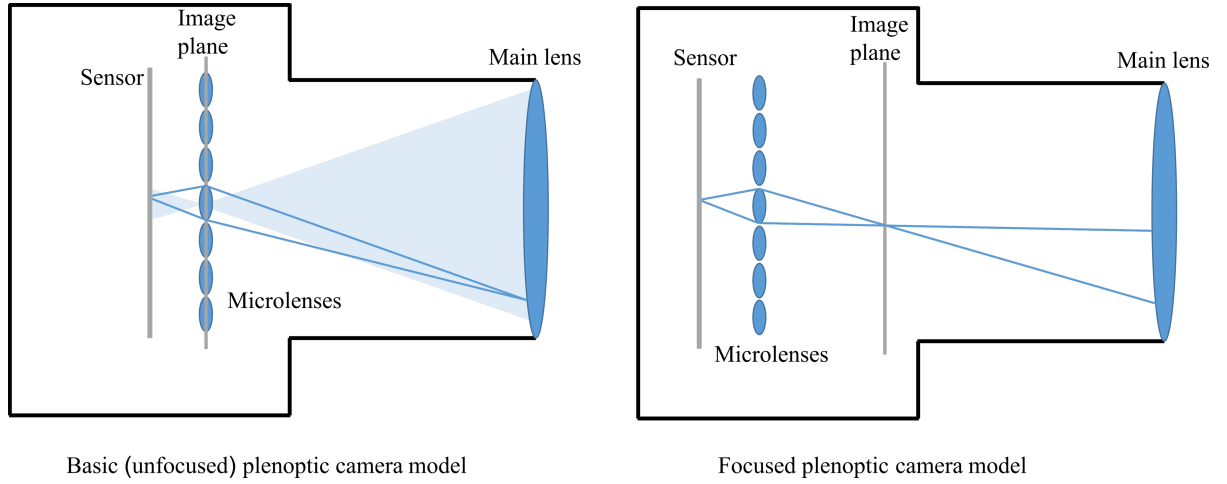 Image
plane
Sensor
Main lens
Microlenses
Basic (unfocused) plenoptic camera model
Image
plane
Sensor
Main lens
Microlenses
Focused plenoptic camera model